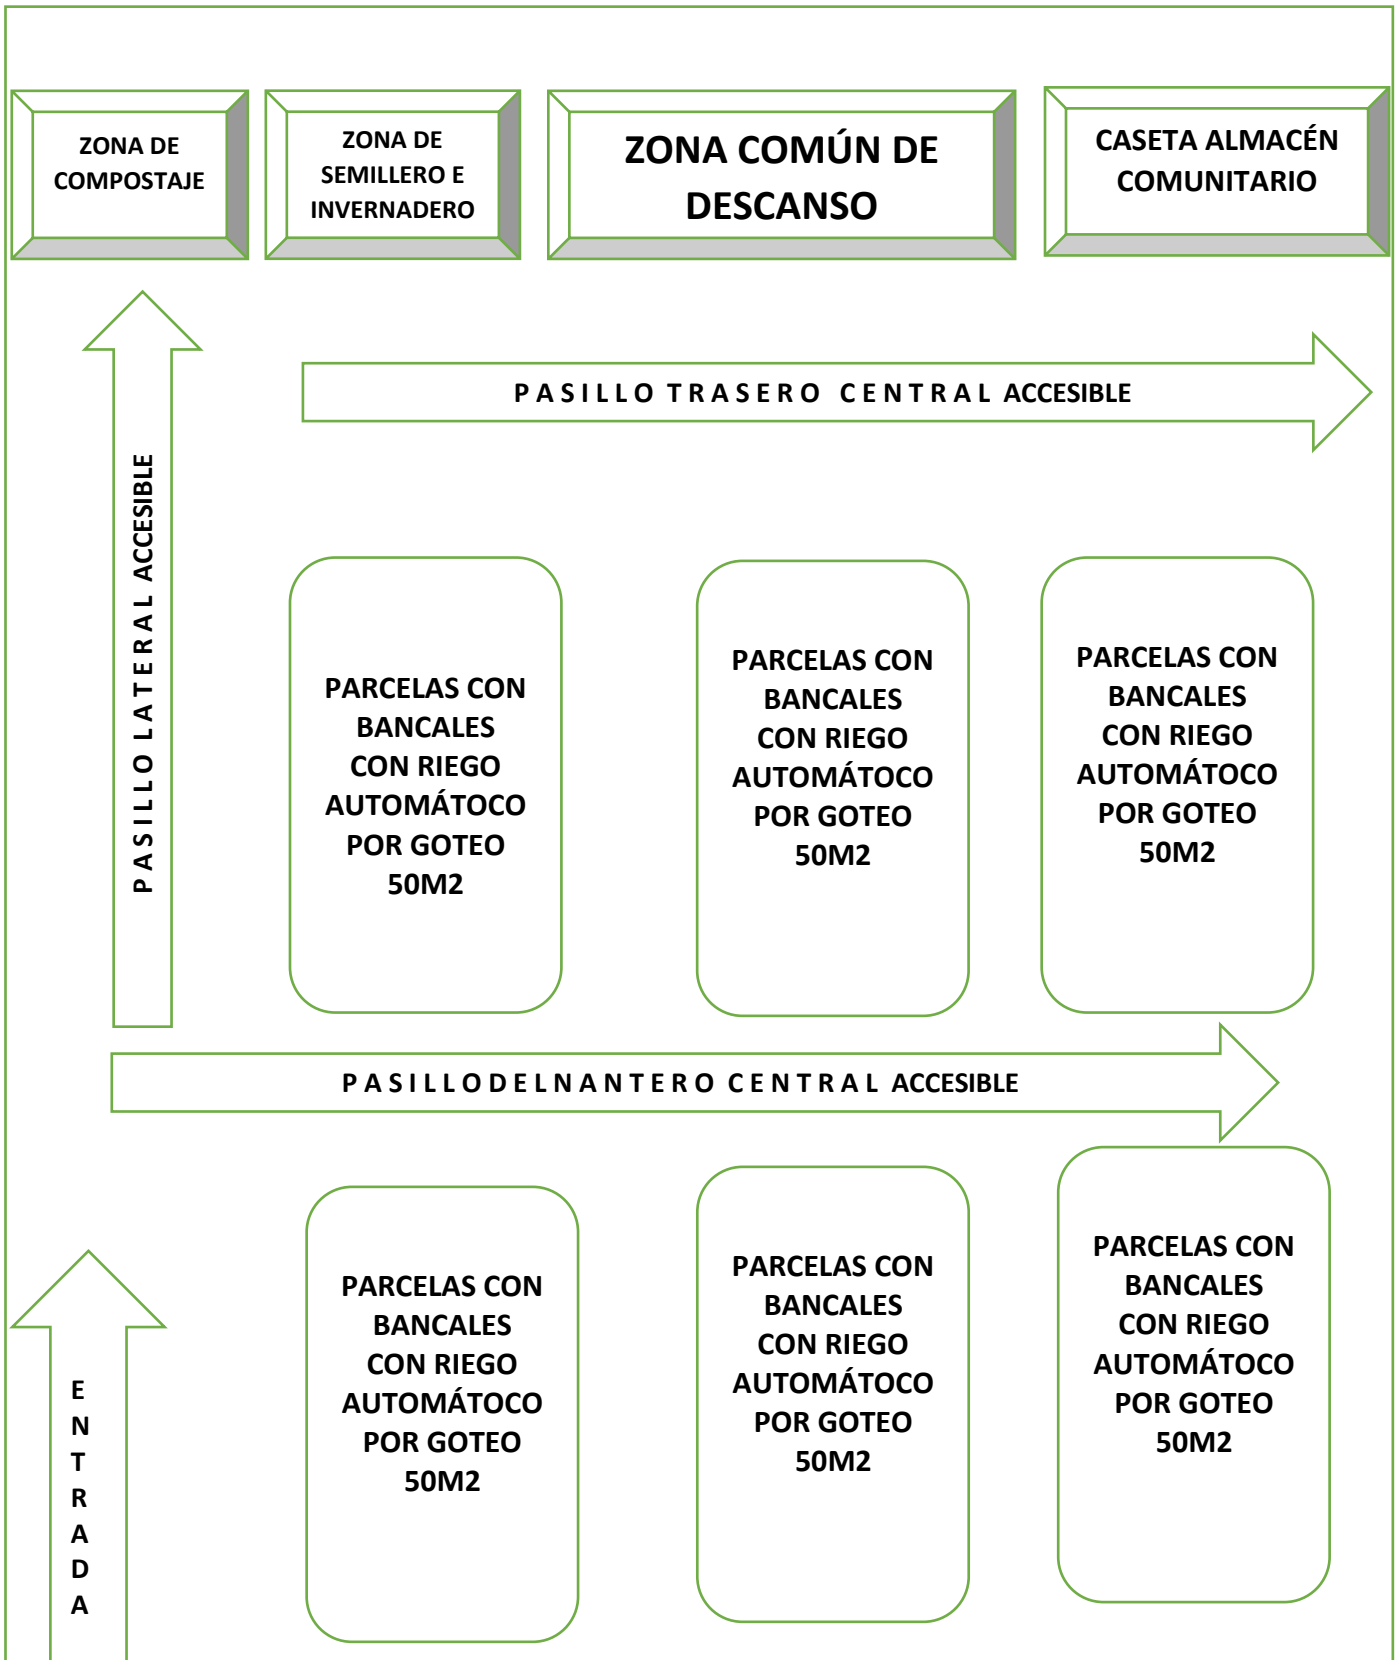 ZONA DE
COMPOSTAJE
ZONA DE
SEMILLERO E
INVERNADERO
ZONA COMÚN DE
DESCANSO
CASETA ALMACÉN
COMUNITARIO
P A S I L L O  T R A S E R O  C E N T R A L  ACCESIBLE
P A S I L L O  L A T E R A L  ACCESIBLE
PARCELAS CON
BANCALES
CON RIEGO
AUTOMÁTOCO
POR GOTEO
50M2
PARCELAS CON
BANCALES
CON RIEGO
AUTOMÁTOCO
POR GOTEO
50M2
PARCELAS CON
BANCALES
CON RIEGO
AUTOMÁTOCO
POR GOTEO
50M2
P A S I L L O D E L N A N T E R O  C E N T R A L  ACCESIBLE
E
N
T
R
A
D
A
PARCELAS CON
BANCALES
CON RIEGO
AUTOMÁTOCO
POR GOTEO
50M2
PARCELAS CON
BANCALES
CON RIEGO
AUTOMÁTOCO
POR GOTEO
50M2
PARCELAS CON
BANCALES
CON RIEGO
AUTOMÁTOCO
POR GOTEO
50M2